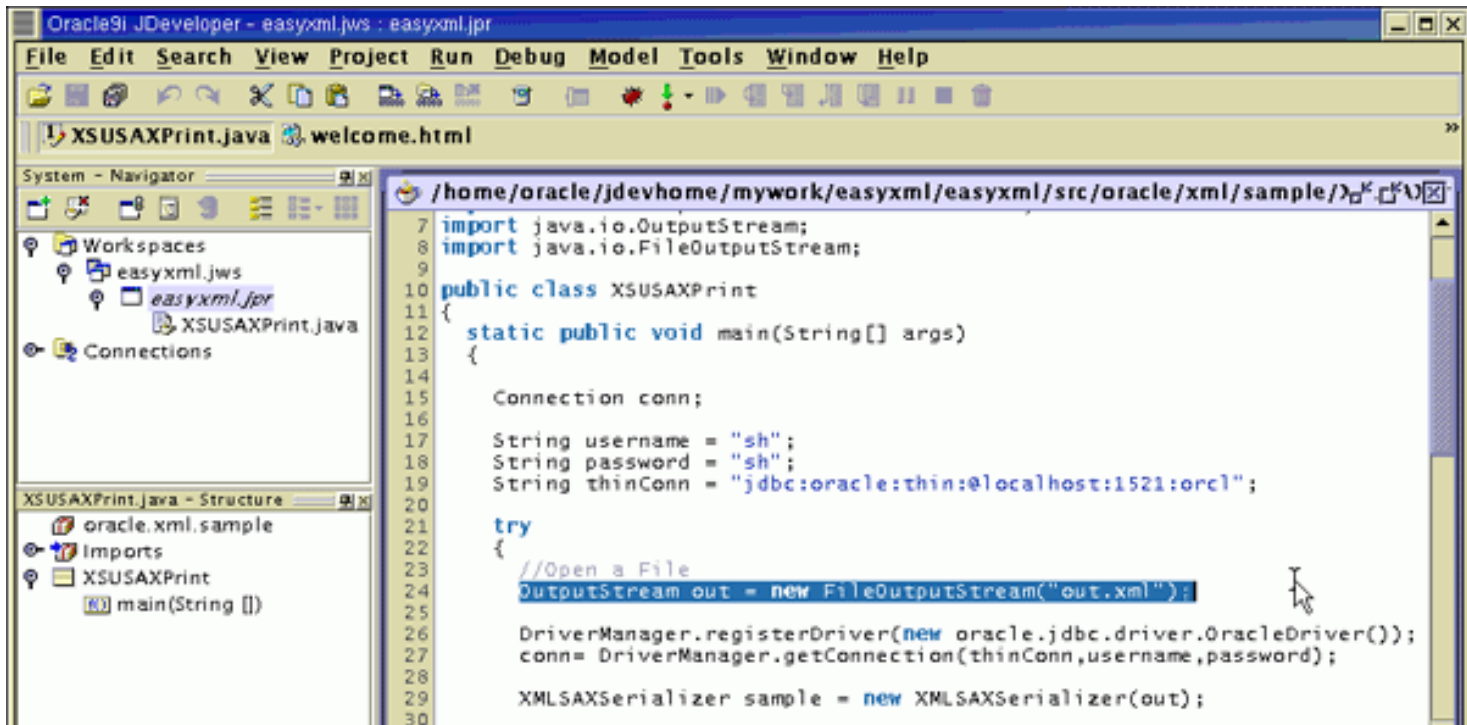 Oracle9i JDeveloper - easyxml.jws : easyxml.jpr
File Edit Search View Project Run Debug Model Tools Window Help
XSUSAXPrint.java welcome.html
System - Navigator
Workspaces
easyxml.jws
easyxml.jpr
XSUSAXPrint.java
Connections
XSUSAXPrint.java - Structure
oracle.xml.sample
Imports
XSUSAXPrint
main(String [])
/home/oracle/jdevhome/mywork/easyxml/easyxml/src/oracle/xml/sample/
7 import java.io.OutputStream;
8 import java.io.FileOutputStream;
9
10 public class XSUSAXPrint
11 {
12 static public void main(String[] args)
13 {
14
15 Connection conn;
16
17 String username = "sh";
18 String password = "sh";
19 String thinConn = "jdbc:oracle:thin:@localhost:1521:orcl";
20
21 try
22 {
23 //Open a File
24 OutputStream out = new FileOutputStream("out.xml");
25
26 DriverManager.registerDriver(new oracle.jdbc.driver.OracleDriver());
27 conn= DriverManager.getConnection(thinConn,username,password);
28
29 XMLSAXSerializer sample = new XMLSAXSerializer(out);
30